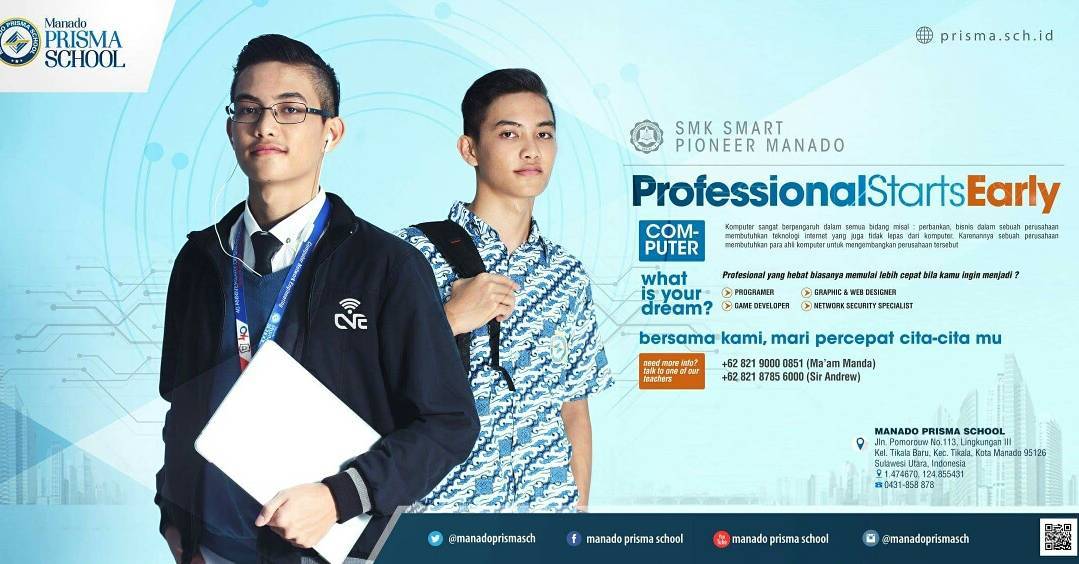 Manado
PRISMA
SCHOOL
prisma.sch.id
SMK SMART
PIONEER MANADO
ProfessionalStartsEarly
COM-
PUTER
Komputer sangat berpengaruh dalam semua bidang misal : perbankan, bisnis dalam sebuah perusahaan
membutuhkan teknologi internet yang juga tidak lepas dari komputer. Karenannya sebuah perusahaan
membutuhkan para ahli komputer untuk mengembangkan perusahaan tersebut
what
is your
dream?
Profesional yang hebat biasanya memulai lebih cepat bila kamu ingin menjadi ?
PROGRAMER
GRAPHIC & WEB DESIGNER
GAME DEVELOPER
NETWORK SECURITY SPECIALIST
bersama kami, mari percepat cita-cita mu
need more info?
talk to one of our
teachers
+62 821 9000 0851 (Ma'am Manda)
+62 821 8785 6000 (Sir Andrew)
MANADO PRISMA SCHOOL
Jln. Pomorouw No.113, Lingkungan III
Kel. Tikala Baru, Kec. Tikala, Kota Manado 95126
Sulawesi Utara, Indonesia
1.474670, 124.855431
0431-858 878
Computer Network Engineering
CNE
@manadoprismasch
manado prisma school
manado prisma school
@manadoprismasch